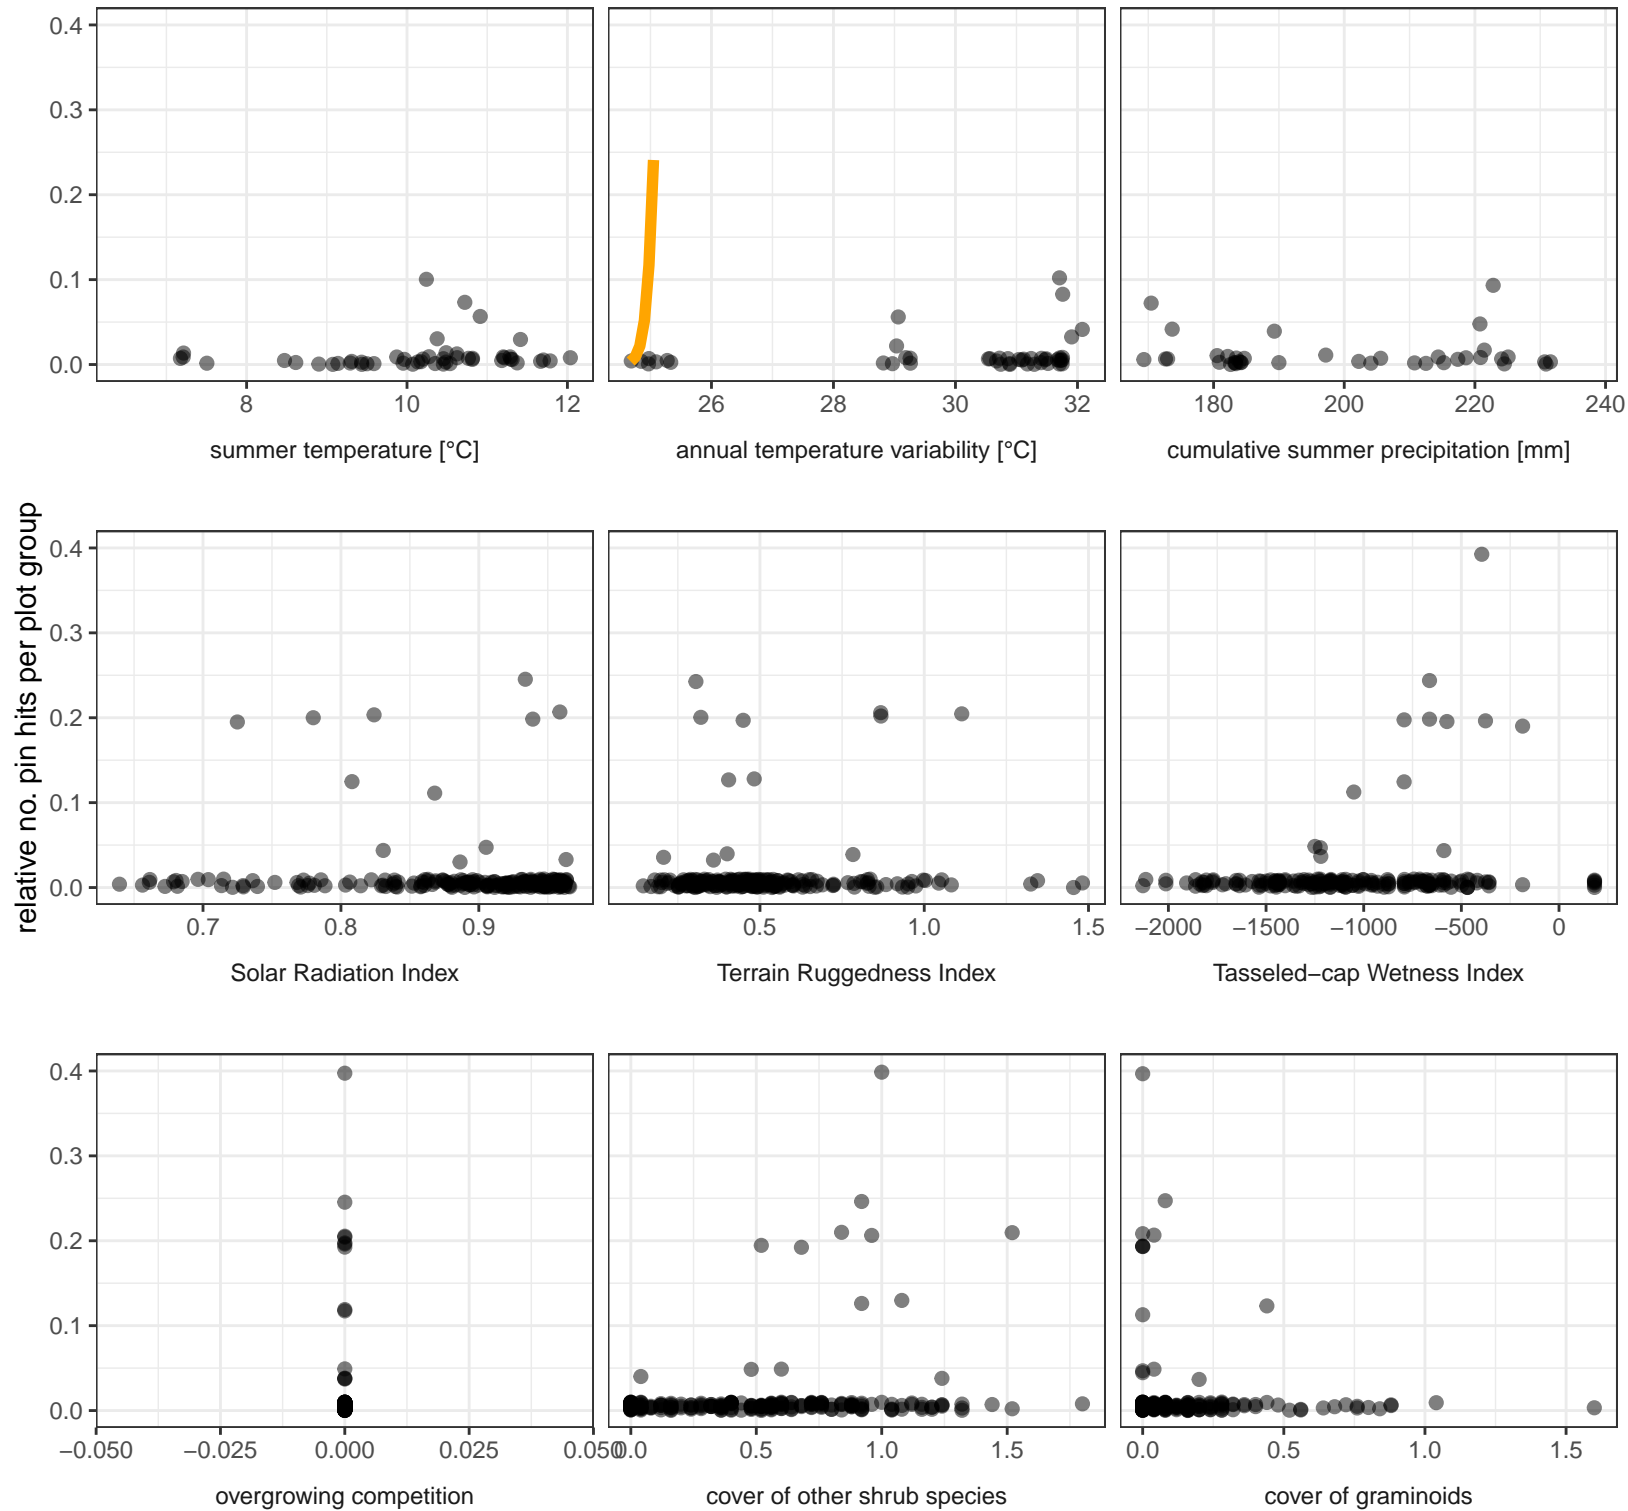 0.4
0.3
0.2
0.1
0.0
8 10 12 26 28 30 32 180 200 220 240
summer temperature [°C] annual temperature variability [°C] cumulative summer precipitation [mm]
relative no. pin hits per plot group
0.4
0.3
0.2
0.1
0.0
0.7 0.8 0.9 0.5 1.0 1.5 −2000 −1500 −1000 −500 0
Solar Radiation Index Terrain Ruggedness Index Tasseled−cap Wetness Index
0.4
0.3
0.2
0.1
0.0
−0.050 −0.025 0.000 0.025 0.050 0.0 0.5 1.0 1.5 0.0 0.5 1.0 1.5
overgrowing competition cover of other shrub species cover of graminoids